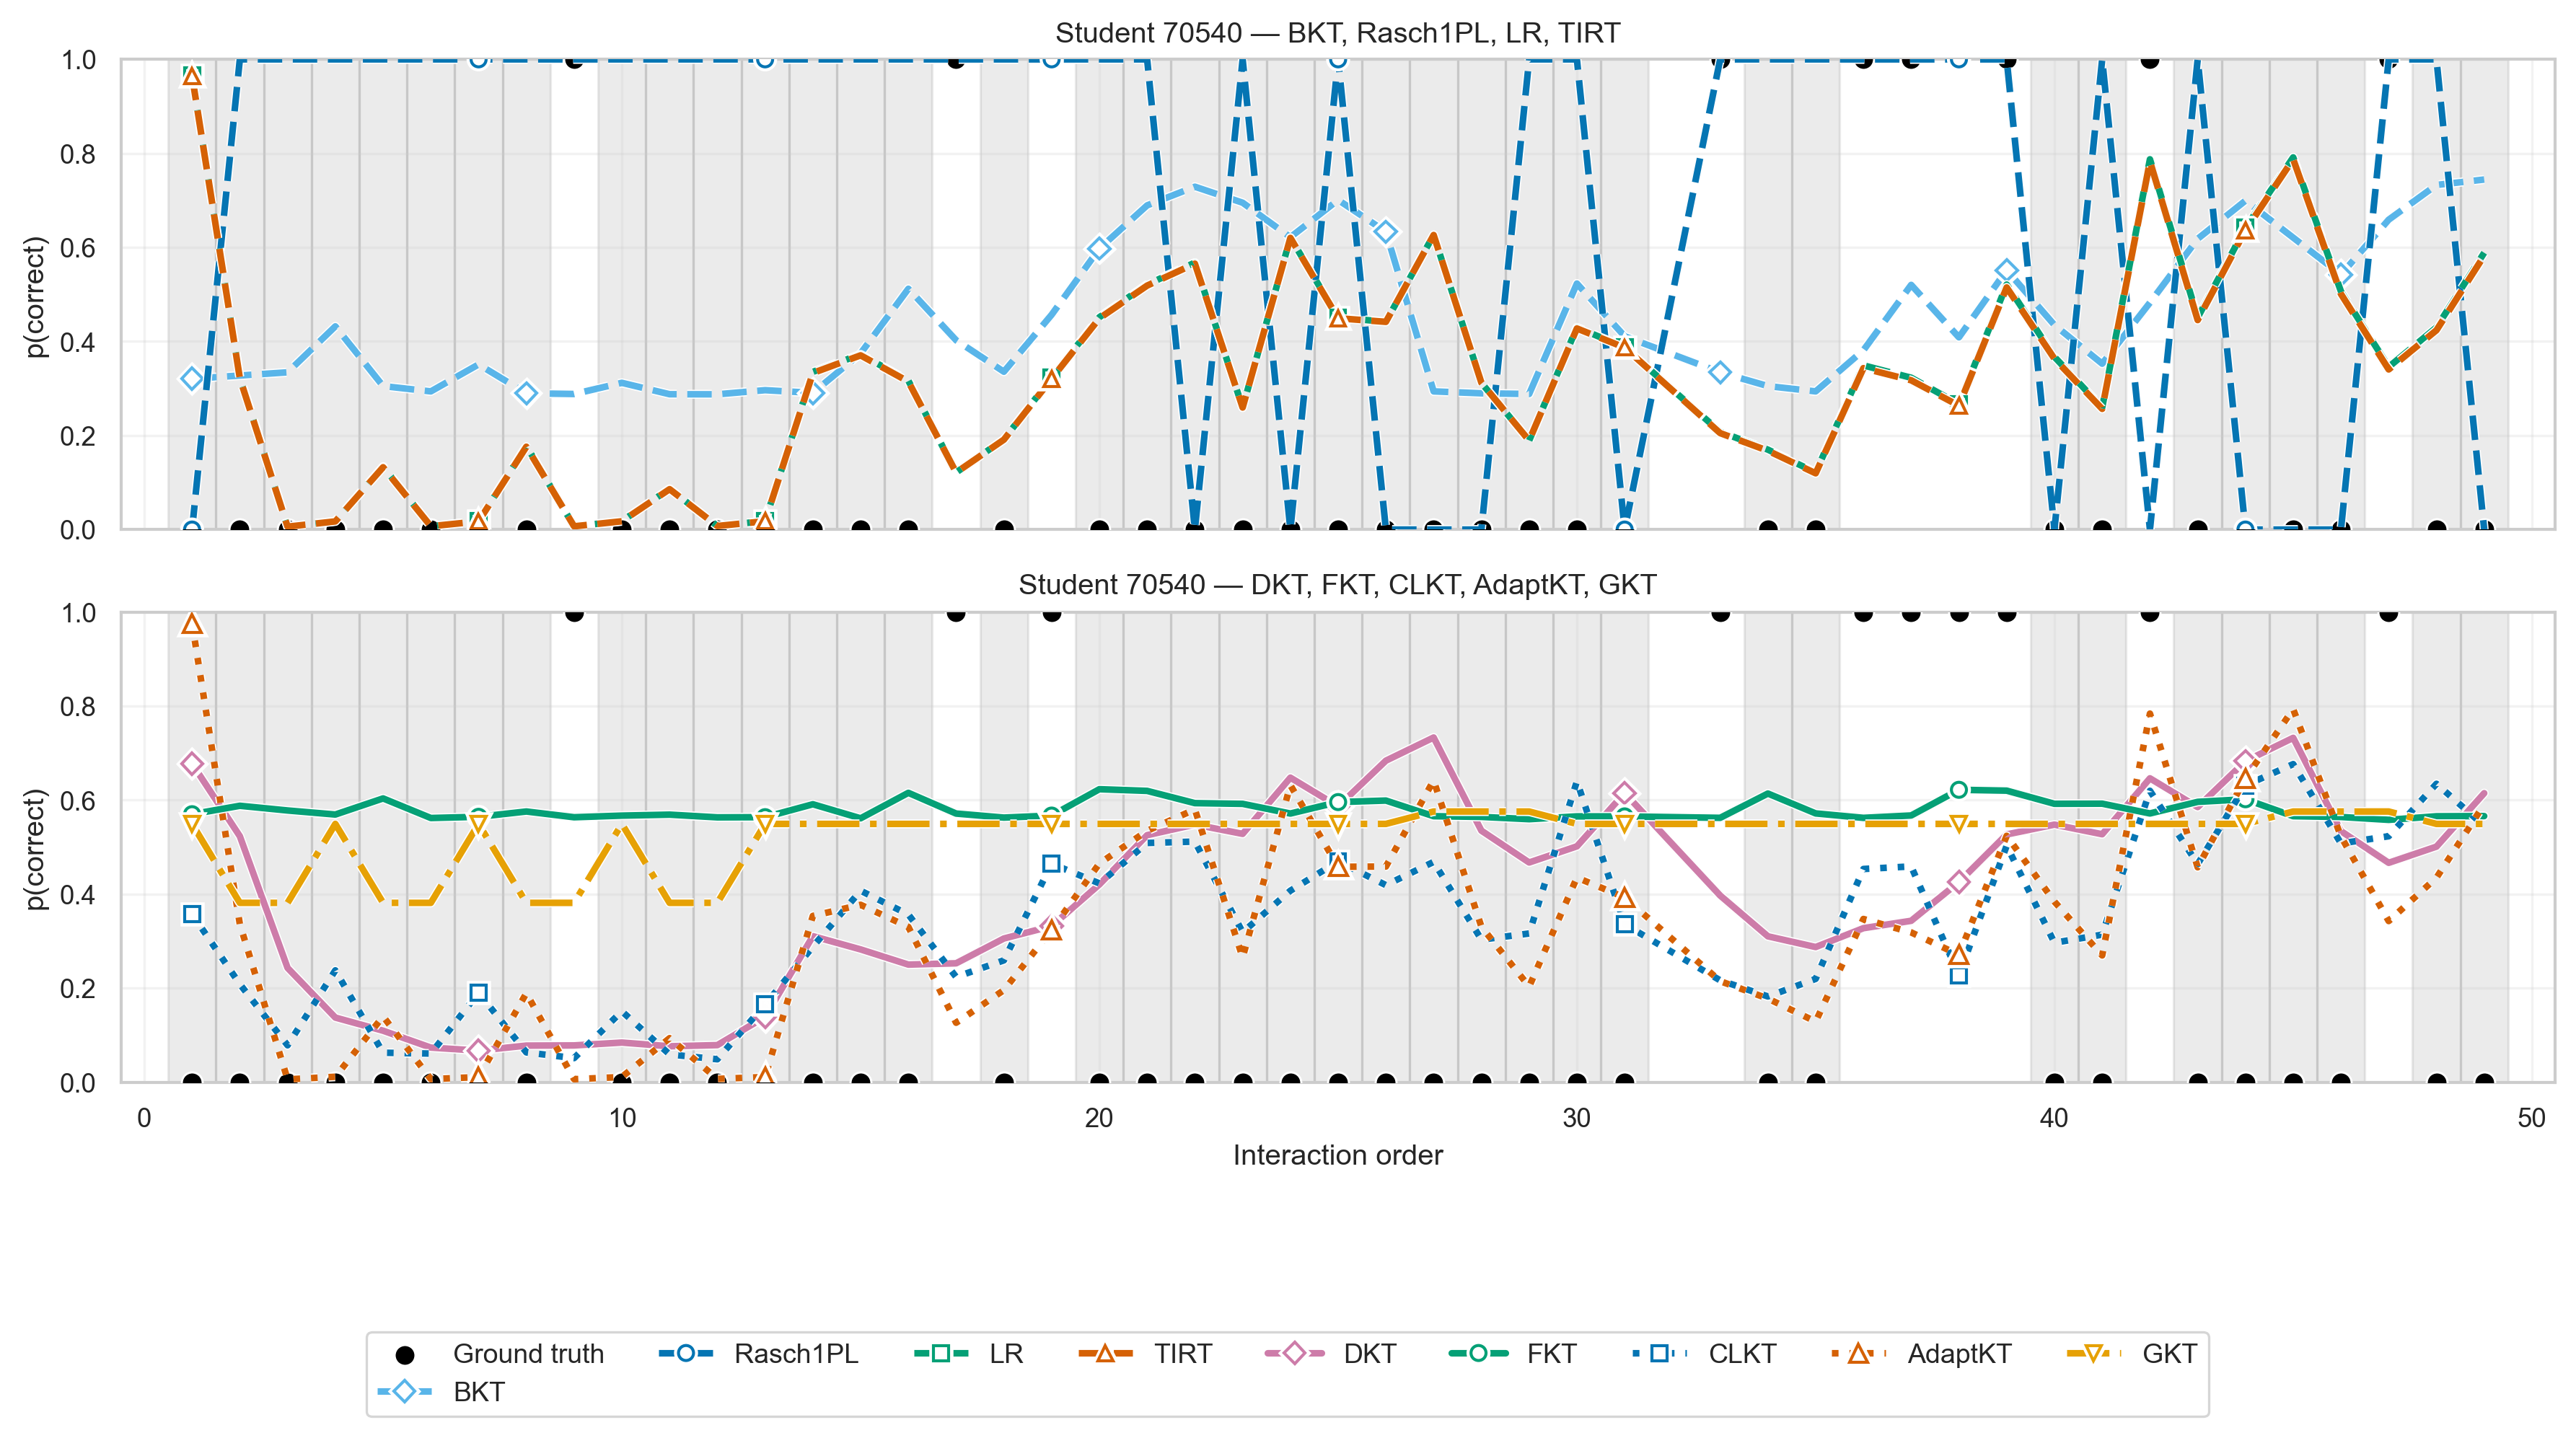 Student 70540 — BKT, Rasch1PL, LR, TIRT
1.0
0.8
0.6
0.4
0.2
0.0
p(correct)
Student 70540 — DKT, FKT, CLKT, AdaptKT, GKT
1.0
0.8
0.6
0.4
0.2
0.0
p(correct)
0 10 20 30 40 50
Interaction order
Ground truth Rasch1PL LR TIRT DKT FKT CLKT AdaptKT GKT
BKT